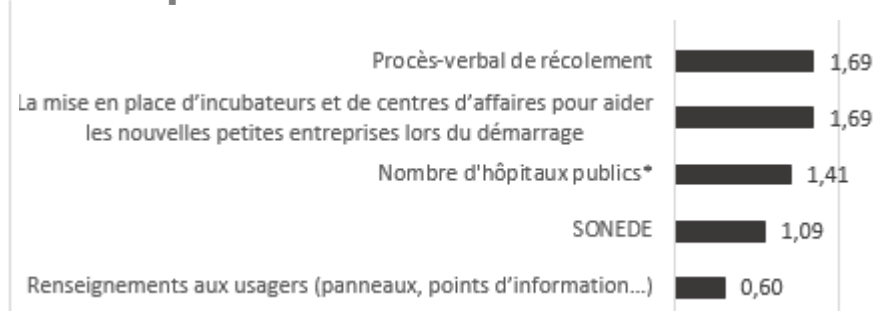 Procès-verbal de récolement 1,69
La mise en place d’incubateurs et de centres d’affaires pour aider
les nouvelles petites entreprises lors du démarrage 1,69
Nombre d'hôpitaux publics* 1,41
SONEDE 1,09
Renseignements aux usagers (panneaux, points d’information…) 0,60